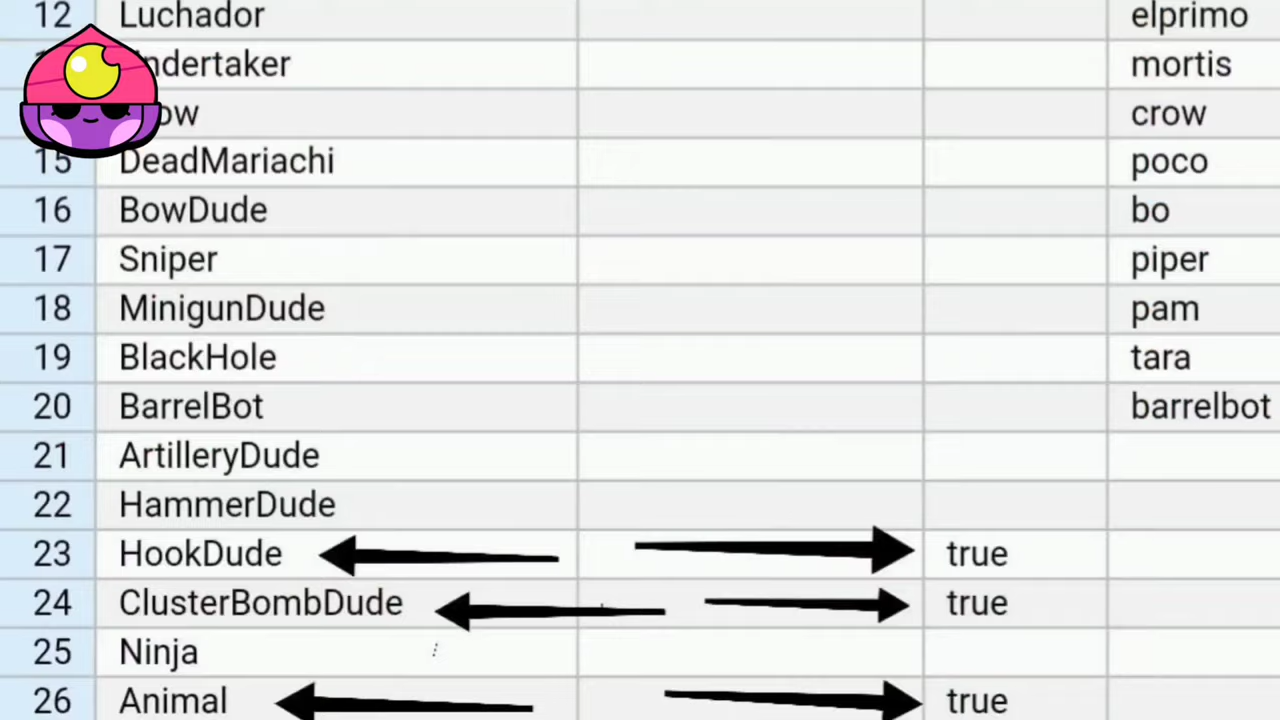 12 Luchador elprimo
ndertaker mortis
ow crow
15 DeadMariachi poco
16 BowDude bo
17 Sniper piper
18 MinigunDude pam
19 BlackHole tara
20 BarrelBot barrelbot
21 ArtilleryDude
22 HammerDude
23 HookDude true
24 ClusterBombDude true
25 Ninja
26 Animal true